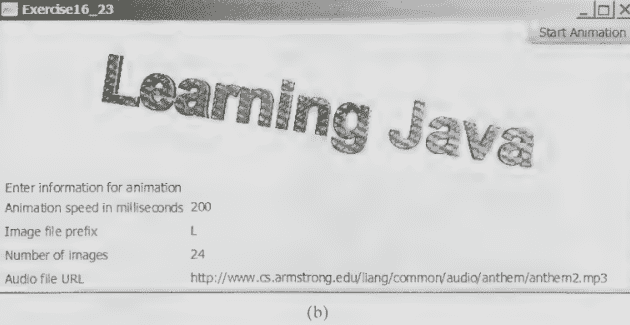 Exercise16_23
Start Animation
Learning Java
Enter information for animation
Animation speed in milliseconds 200
Image file prefix L
Number of images 24
Audio file URL http://www.cs.armstrong.edu/liang/common/audio/anthem/anthem2.mp3
(b)